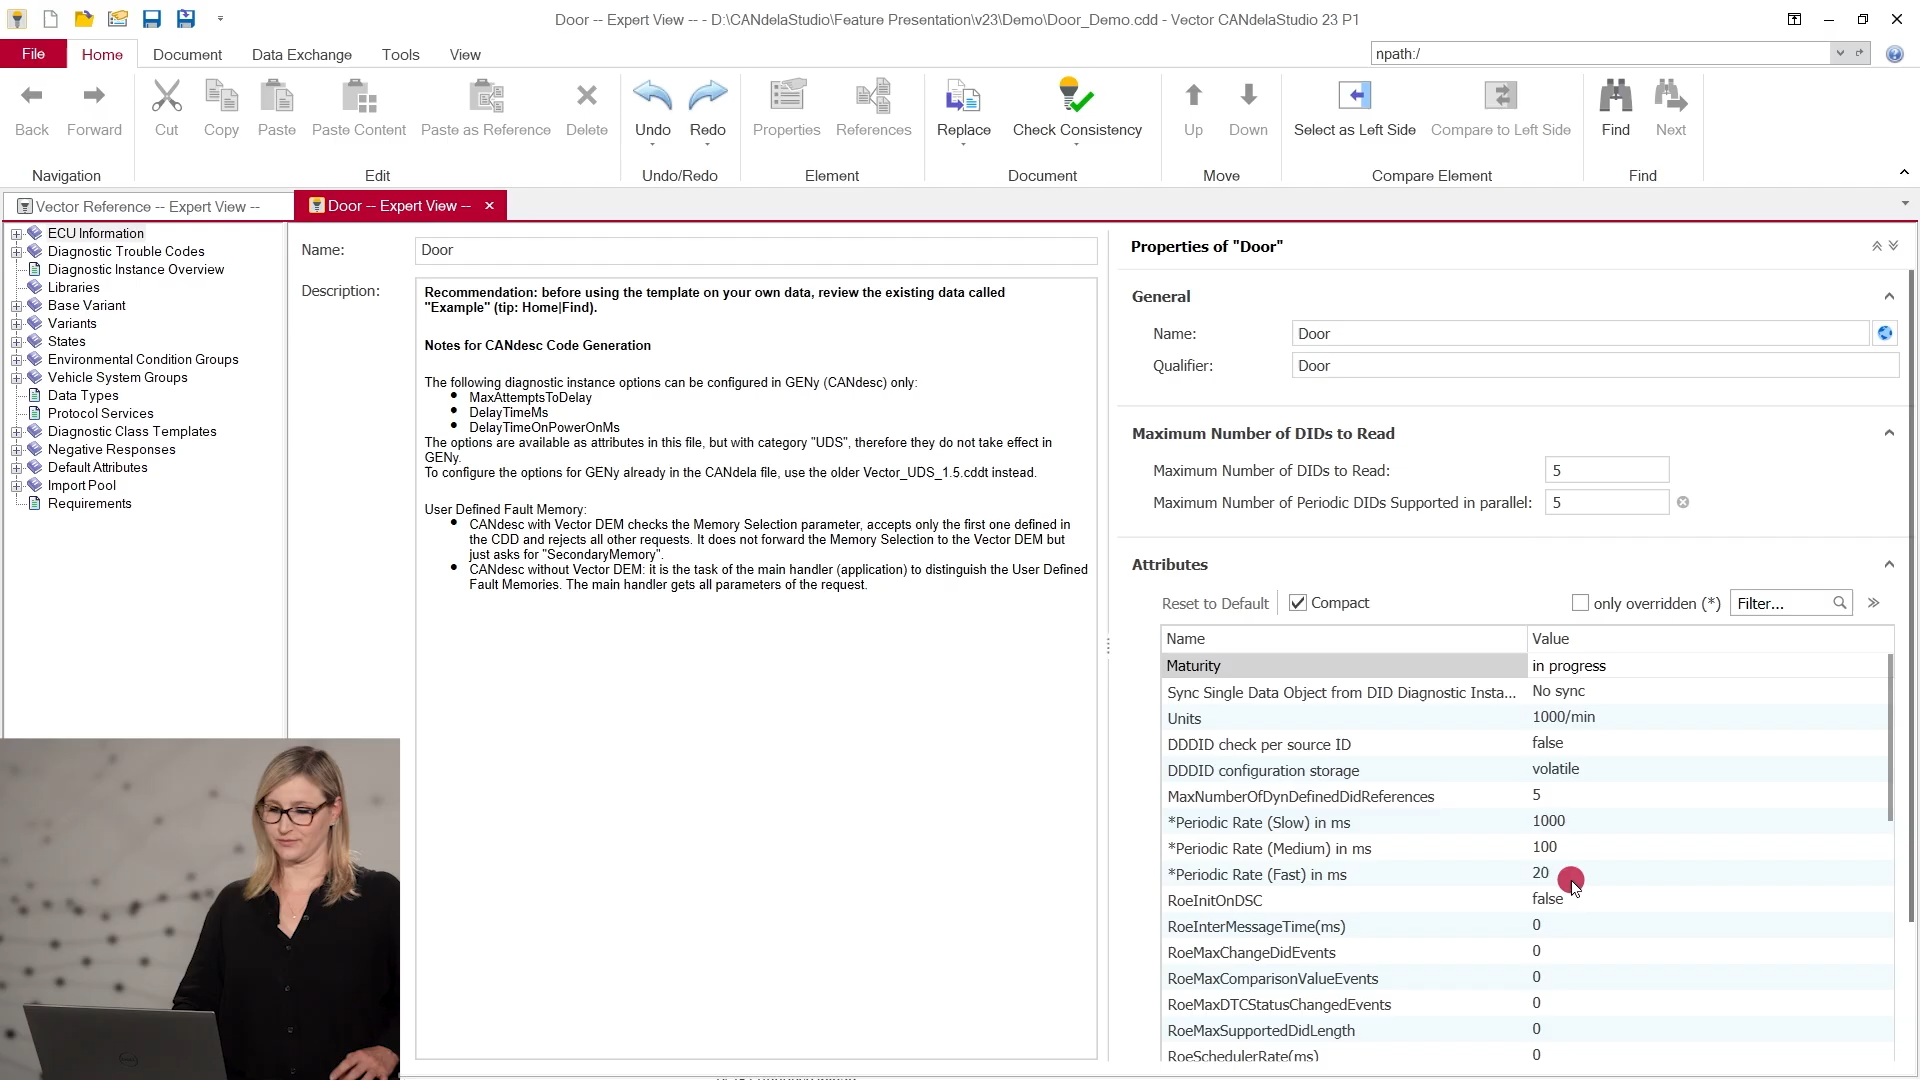 Door -- Expert View -- - D:\CANdelaStudio\Feature Presentation\v23\Demo\Door_Demo.cdd - Vector CANdelaStudio 23 P1
File Home Document Data Exchange Tools View
npath:/
Back Forward
Cut Copy Paste Paste Content Paste as Reference Delete
Undo Redo
Properties References
Replace Check Consistency
Up Down
Select as Left Side Compare to Left Side
Find Next
Navigation Edit Undo/Redo Element Document Move Compare Element Find
Vector Reference -- Expert View --
Door -- Expert View --
ECU Information
Diagnostic Trouble Codes
Diagnostic Instance Overview
Libraries
Base Variant
Variants
States
Environmental Condition Groups
Vehicle System Groups
Data Types
Protocol Services
Diagnostic Class Templates
Negative Responses
Default Attributes
Import Pool
Requirements
Name: Door
Description:
Recommendation: before using the template on your own data, review the existing data called
"Example" (tip: Home|Find).
Notes for CANdesc Code Generation
The following diagnostic instance options can be configured in GENy (CANdesc) only:
• MaxAttemptsToDelay
• DelayTimeMs
• DelayTimeOnPowerOnMs
The options are available as attributes in this file, but with category "UDS", therefore they do not take effect in
GENy.
To configure the options for GENy already in the CANdela file, use the older Vector_UDS_1.5.cddt instead.
User Defined Fault Memory:
• CANdesc with Vector DEM checks the Memory Selection parameter, accepts only the first one defined in
the CDD and rejects all other requests. It does not forward the Memory Selection to the Vector DEM but
just asks for "SecondaryMemory".
• CANdesc without Vector DEM: it is the task of the main handler (application) to distinguish the User Defined
Fault Memories. The main handler gets all parameters of the request.
Properties of "Door"
General
Name: Door
Qualifier: Door
Maximum Number of DIDs to Read
Maximum Number of DIDs to Read: 5
Maximum Number of Periodic DIDs Supported in parallel: 5
Attributes
Reset to Default Compact only overridden (*) Filter...
Name Value
Maturity in progress
Sync Single Data Object from DID Diagnostic Insta... No sync
Units 1000/min
DDDID check per source ID false
DDDID configuration storage volatile
MaxNumberOfDynDefinedDidReferences 5
*Periodic Rate (Slow) in ms 1000
*Periodic Rate (Medium) in ms 100
*Periodic Rate (Fast) in ms 20
RoeInitOnDSC false
RoeInterMessageTime(ms) 0
RoeMaxChangeDidEvents 0
RoeMaxComparisonValueEvents 0
RoeMaxDTCStatusChangedEvents 0
RoeMaxSupportedDidLength 0
RoeSchedulerRate(ms) 0